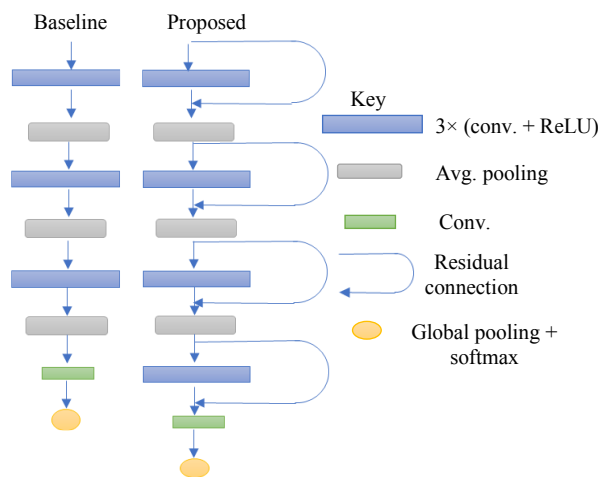 Baseline
Proposed
Key
3× (conv. + ReLU)
Avg. pooling
Conv.
Residual
connection
Global pooling +
softmax